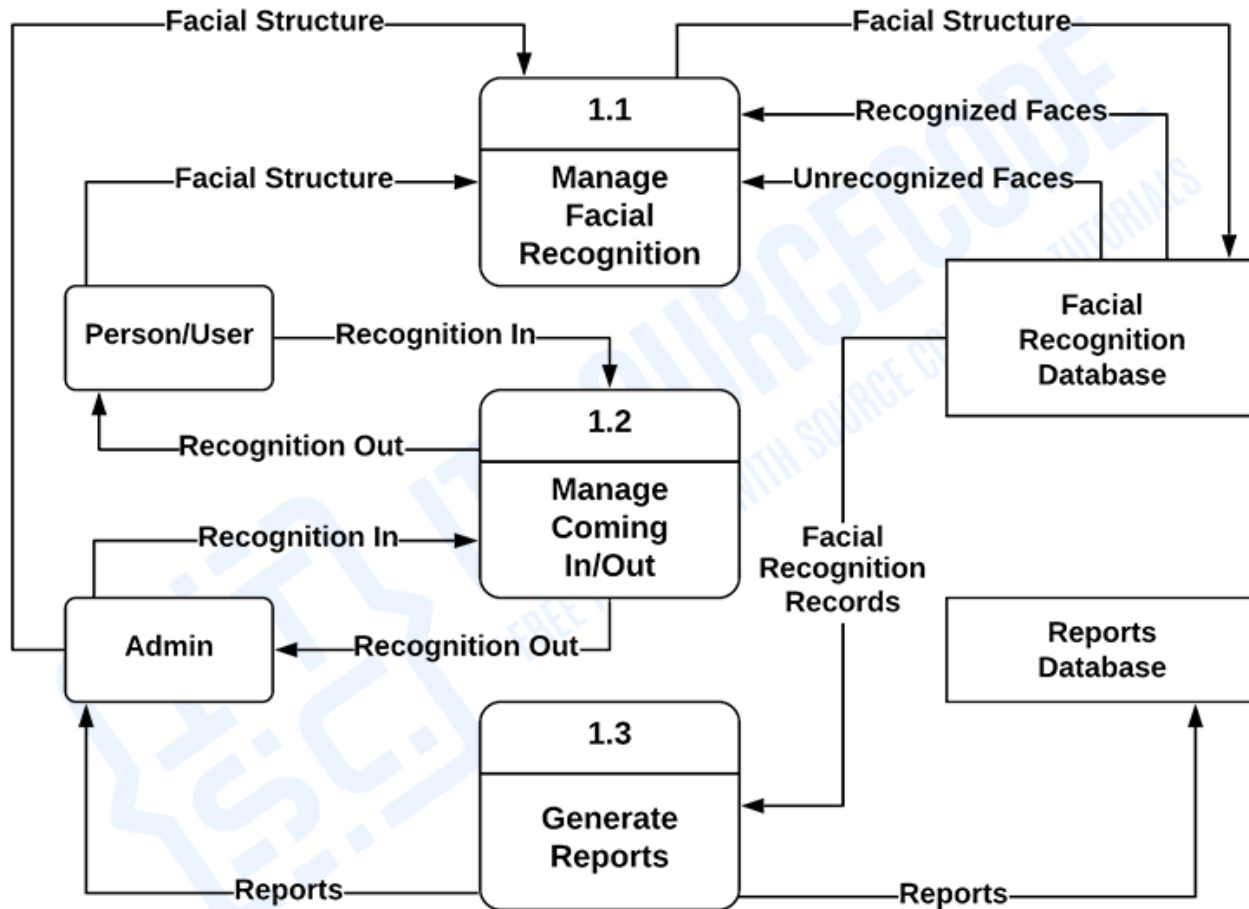 Facial Structure
Facial Structure
1.1
Recognized Faces
Facial Structure
Unrecognized Faces
Manage
Facial
Recognition
Person/User
Recognition In
Facial
Recognition
Database
1.2
Recognition Out
Manage
Coming
In/Out
Recognition In
Facial
Recognition
Records
Admin
Recognition Out
Reports
Database
1.3
Generate
Reports
Reports
Reports